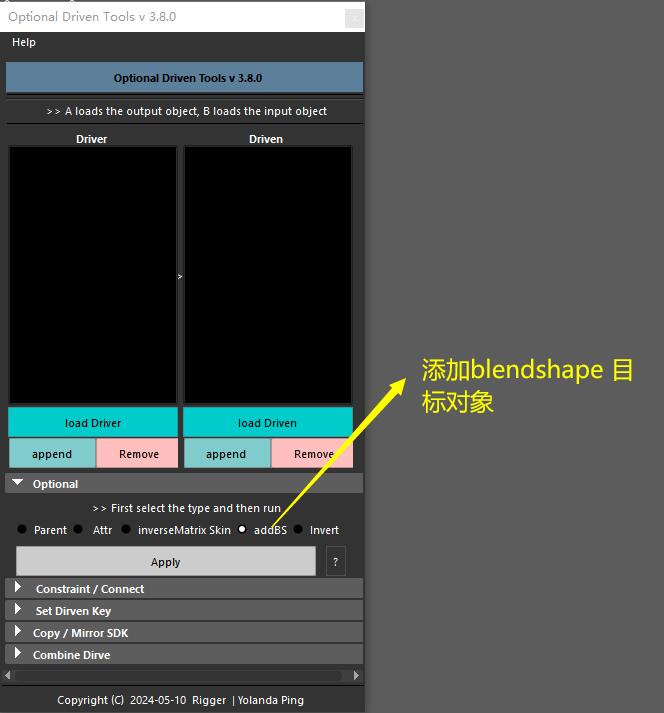 Optional Driven Tools v 3.8.0
x
Help
Optional Driven Tools v 3.8.0
>> A loads the output object, B loads the input object
Driver Driven
>
load Driver load Driven
append Remove append Remove
Optional
>> First select the type and then run
Parent Attr inverseMatrix Skin addBS Invert
Apply ?
Constraint / Connect
Set Dirven Key
Copy / Mirror SDK
Combine Dirve
Copyright (C) 2024-05-10 Rigger | Yolanda Ping
添加blendshape 目
标对象